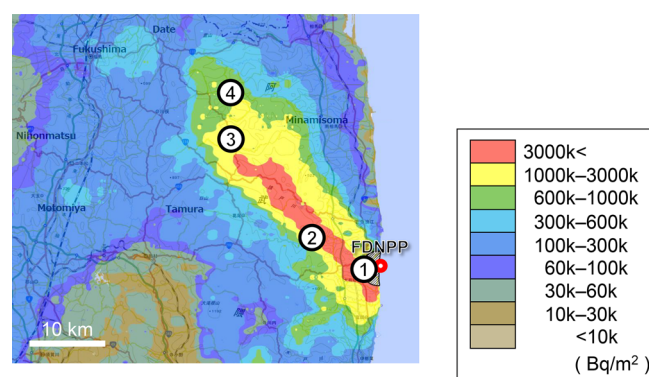 Date
Fukushima
4
Minamisoma
3
Nihonmatsu
Motomiya
Tamura
2
FDNPP
1
10 km
3000k<
1000k–3000k
600k–1000k
300k–600k
100k–300k
60k–100k
30k–60k
10k–30k
<10k
( Bq/m² )